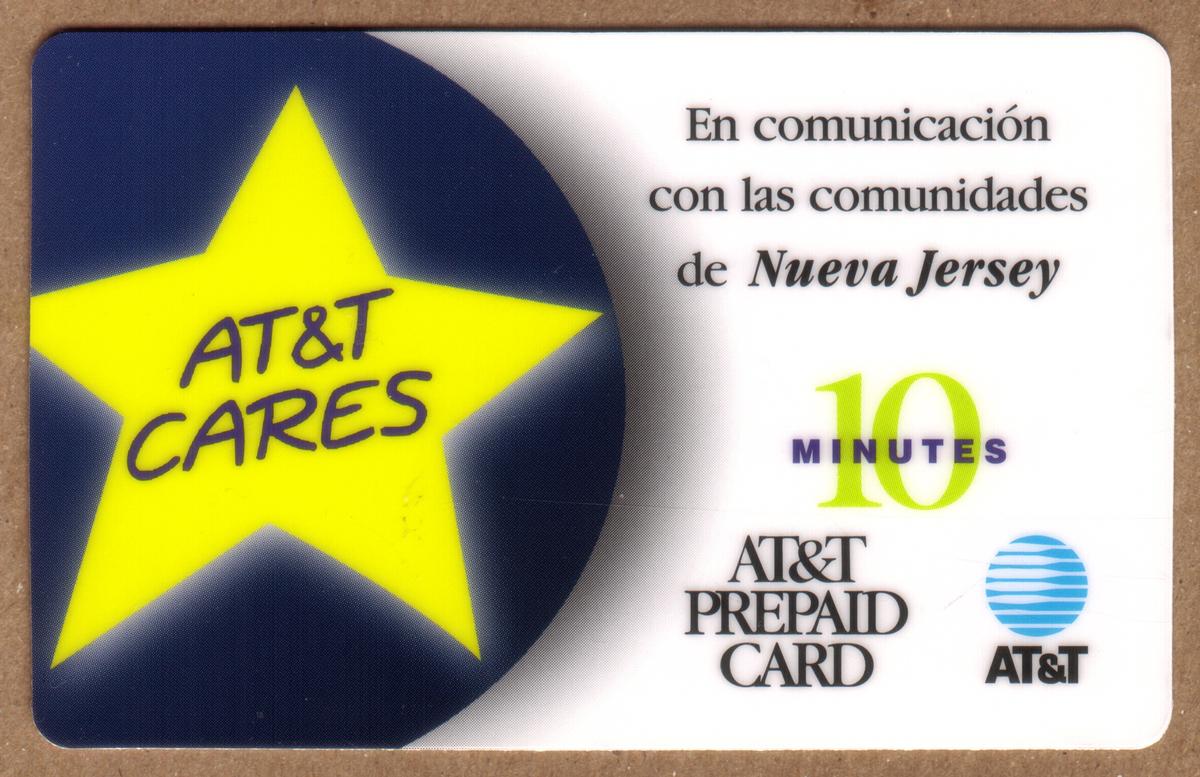 AT&T
CARES
En comunicación
con las comunidades
de Nueva Jersey
10
MINUTES
AT&T
PREPAID
CARD
AT&T